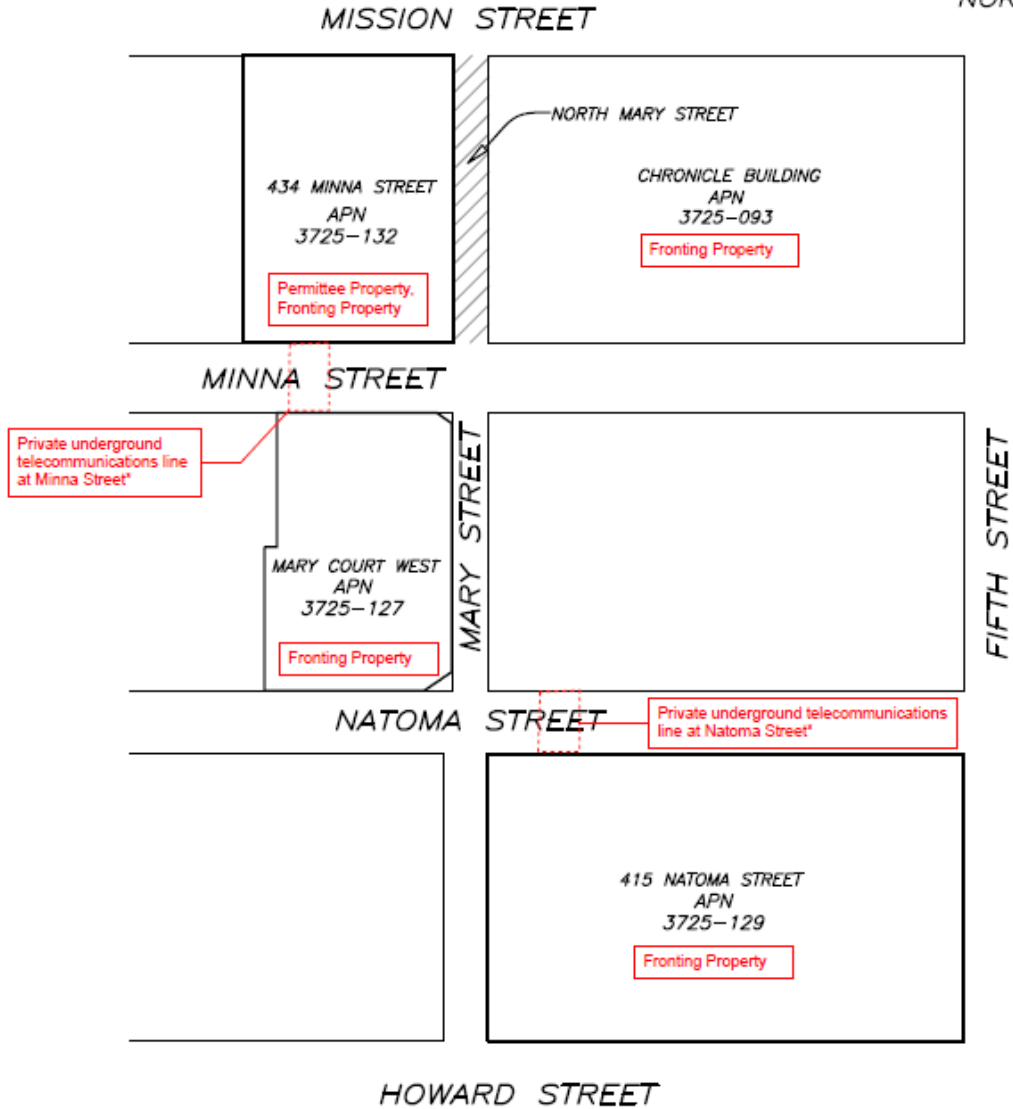 MISSION STREET
NORTH MARY STREET
434 MINNA STREET
APN
3725-132
Permittee Property,
Fronting Property
CHRONICLE BUILDING
APN
3725-093
Fronting Property
MINNA STREET
Private underground
telecommunications line
at Minna Street*
MARY COURT WEST
APN
3725-127
Fronting Property
MARY STREET
FIFTH STREET
NATOMA STREET
Private underground telecommunications
line at Natoma Street*
415 NATOMA STREET
APN
3725-129
Fronting Property
HOWARD STREET